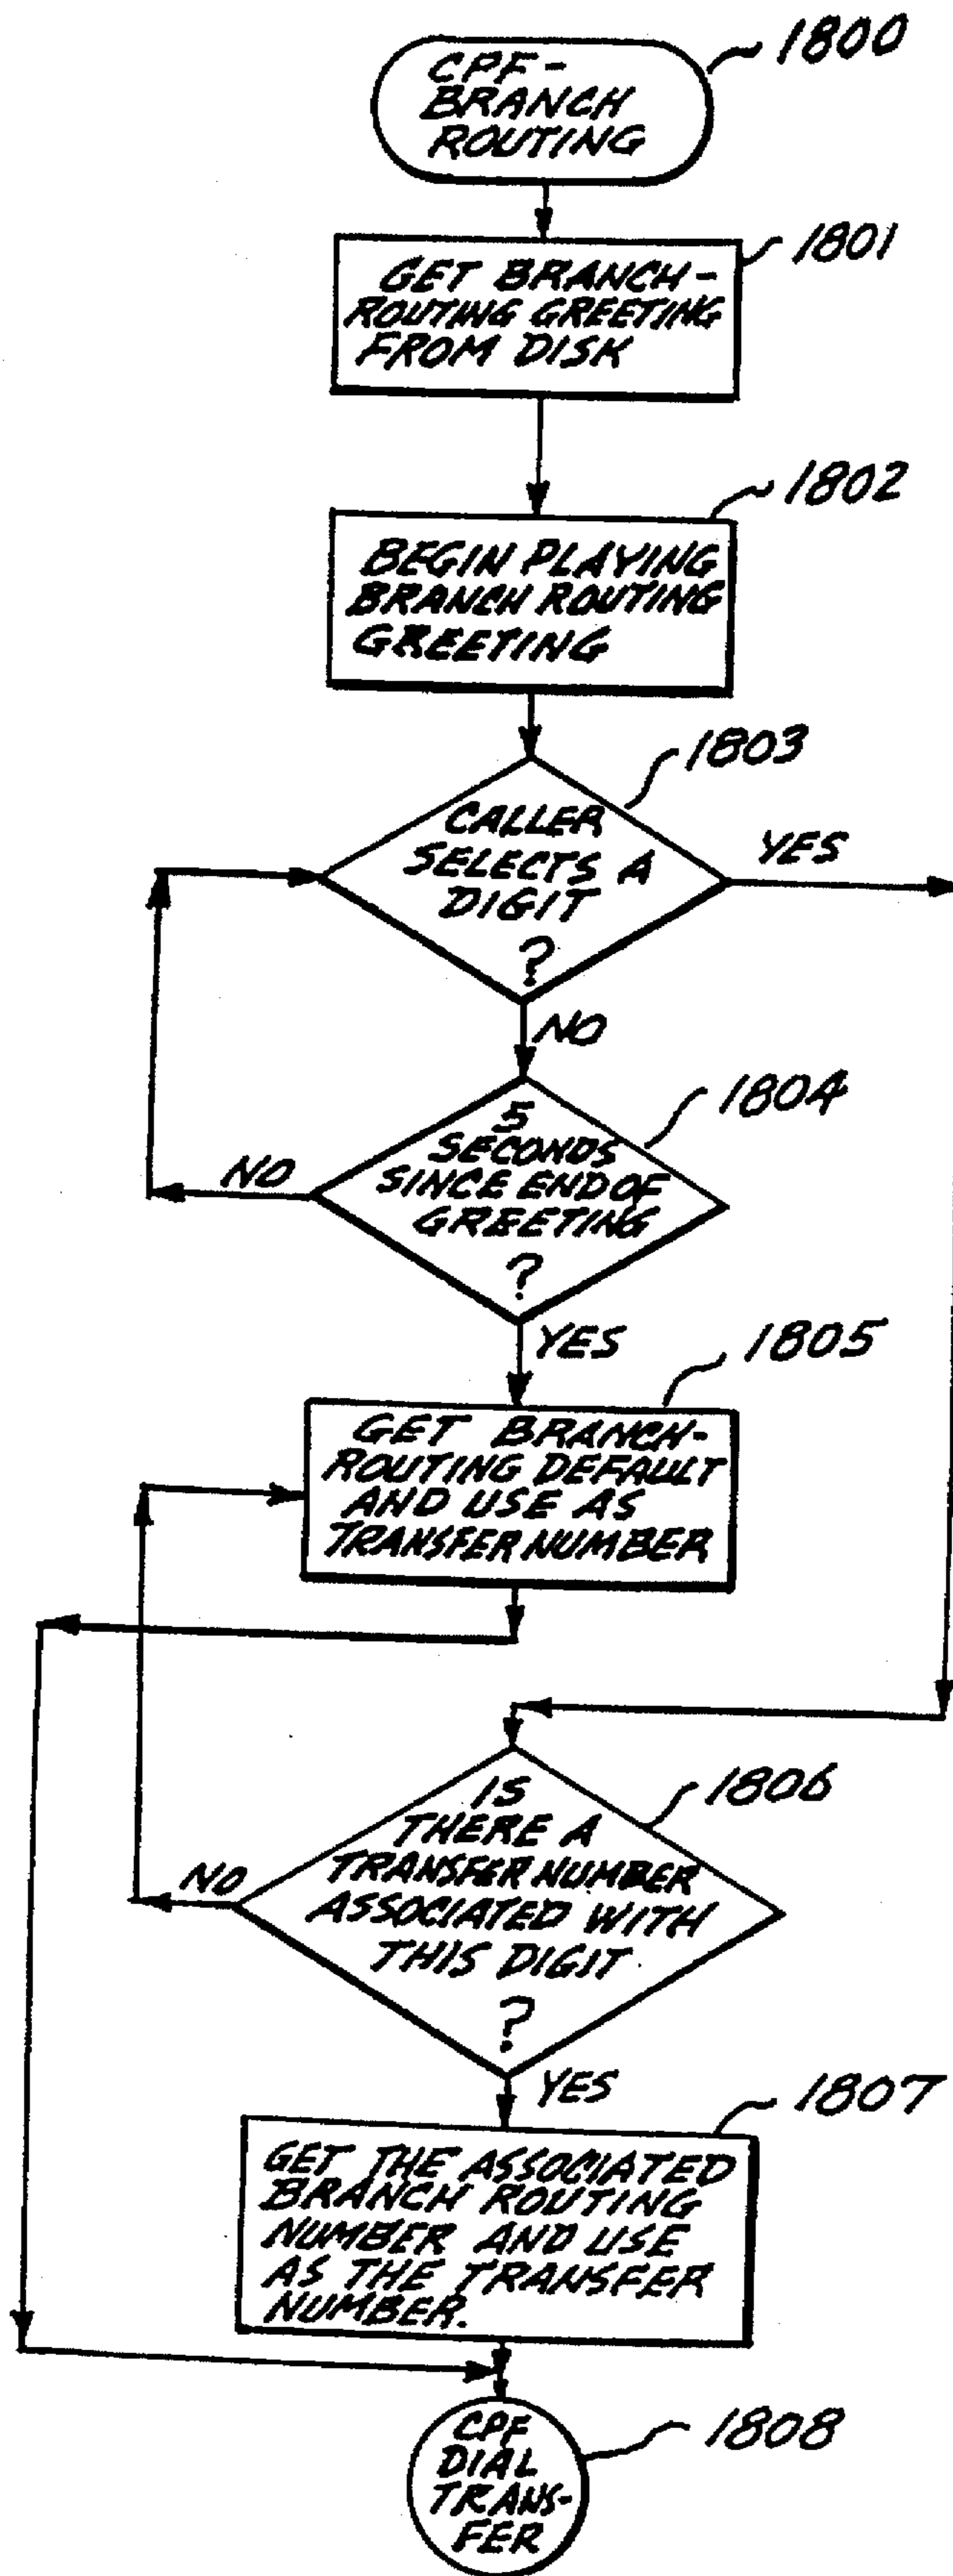 1800
CPF-
BRANCH
ROUTING
1801
GET BRANCH-
ROUTING GREETING
FROM DISK
1802
BEGIN PLAYING
BRANCH ROUTING
GREETING
1803
CALLER
SELECTS A
DIGIT
?
YES
NO
1804
5
SECONDS
SINCE END OF
GREETING
?
NO
YES
1805
GET BRANCH-
ROUTING DEFAULT
AND USE AS
TRANSFER NUMBER
1806
IS
THERE A
TRANSFER NUMBER
ASSOCIATED WITH
THIS DIGIT
?
NO
YES
1807
GET THE ASSOCIATED
BRANCH ROUTING
NUMBER AND USE
AS THE TRANSFER
NUMBER.
1808
CPF
DIAL
TRANS-
FER